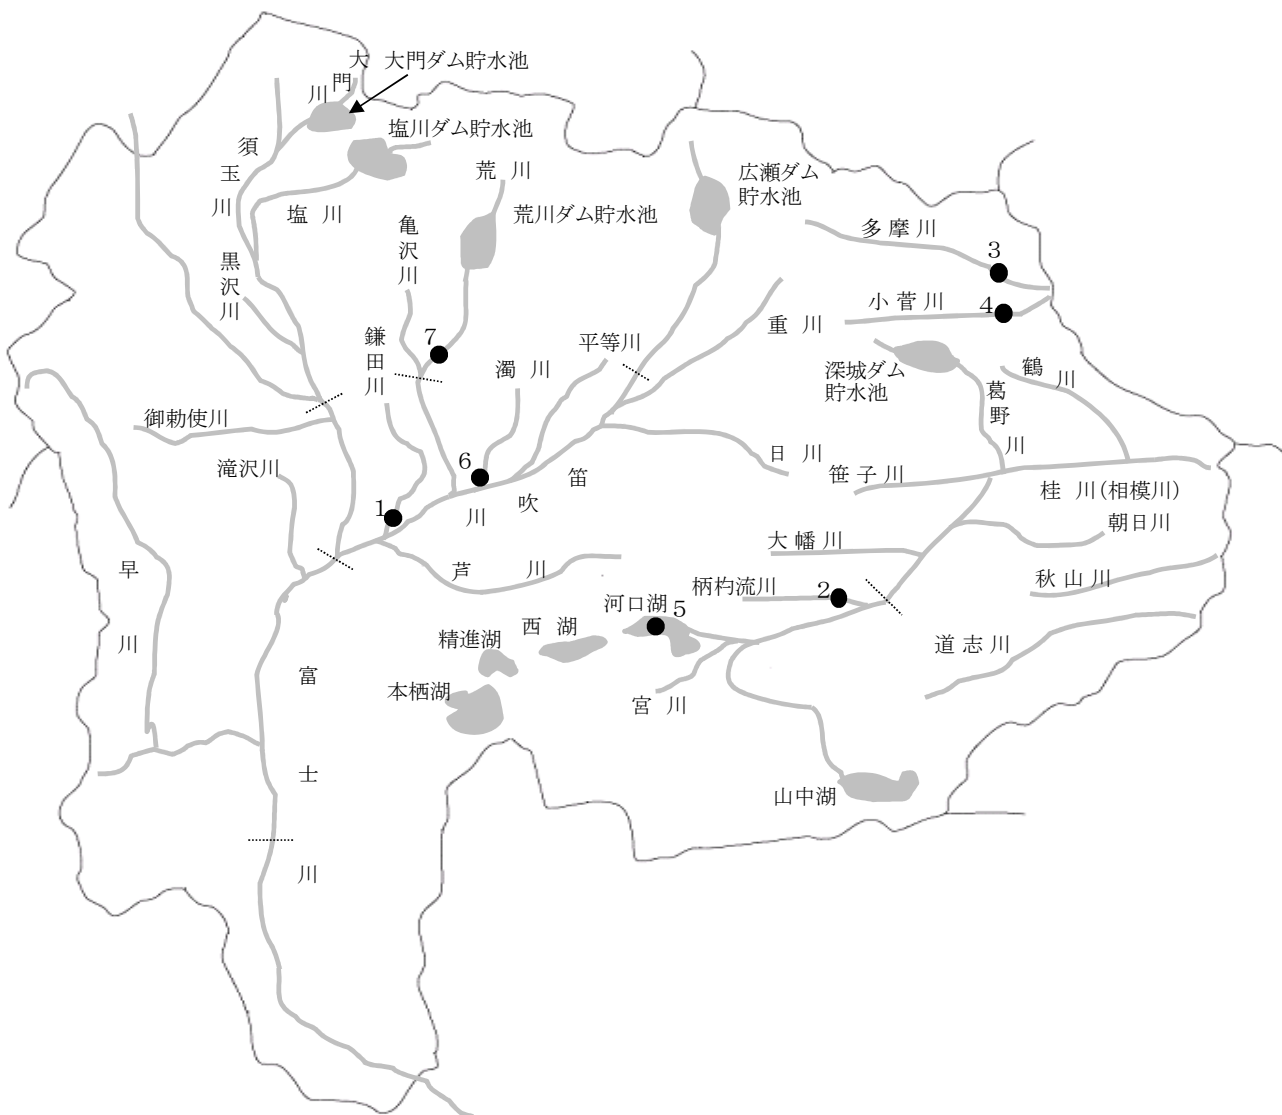 大門川
大門ダム貯水池
塩川ダム貯水池
須玉川
塩川
荒川
荒川ダム貯水池
亀沢川
広瀬ダム
貯水池
多摩川
3
黒沢川
小菅川
4
重川
7
鎌田川
平等川
濁川
深城ダム
貯水池
鶴川
葛野川
御勅使川
滝沢川
6
日川
笹子川
笛吹川
桂川(相模川)
1
朝日川
大幡川
早川
芦川
柄杓流川
2
秋山川
河口湖
5
西湖
精進湖
道志川
本栖湖
宮川
富士川
山中湖